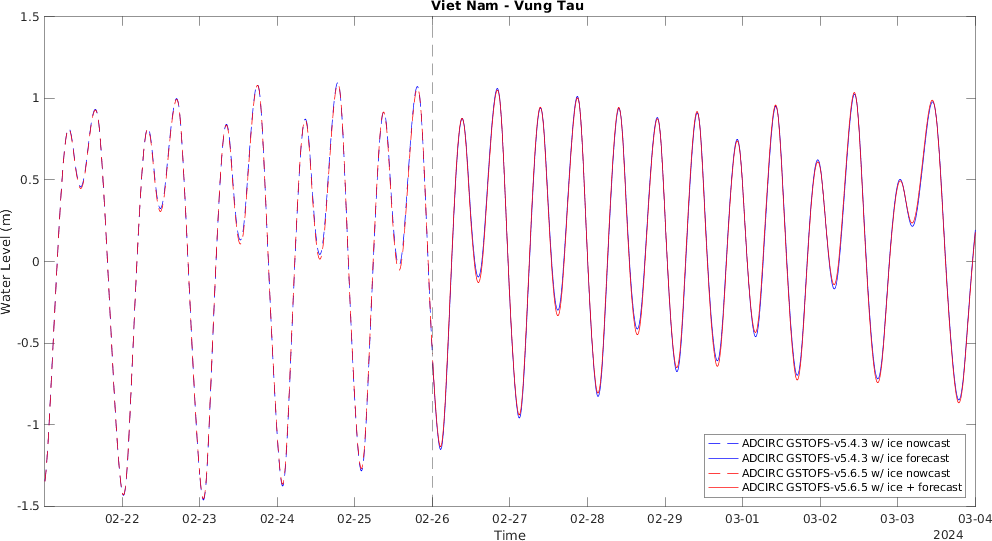 Viet Nam - Vung Tau
1.5
1
0.5
0
-0.5
-1
-1.5
Water Level (m)
02-22
02-23
02-24
02-25
02-26
02-27
02-28
02-29
03-01
03-02
03-03
03-04
Time
2024
ADCIRC GSTOFS-v5.4.3 w/ ice nowcast
ADCIRC GSTOFS-v5.4.3 w/ ice forecast
ADCIRC GSTOFS-v5.6.5 w/ ice nowcast
ADCIRC GSTOFS-v5.6.5 w/ ice + forecast